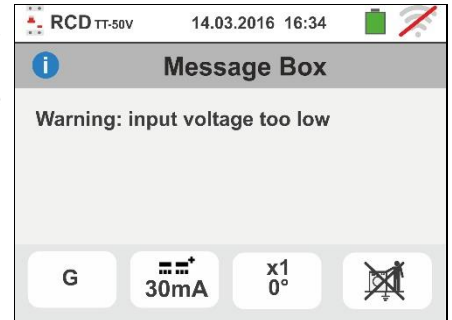 RCD TT-50V 14.03.2016 16:34
i Message Box
Warning: input voltage too low
G 30mA x1 0°